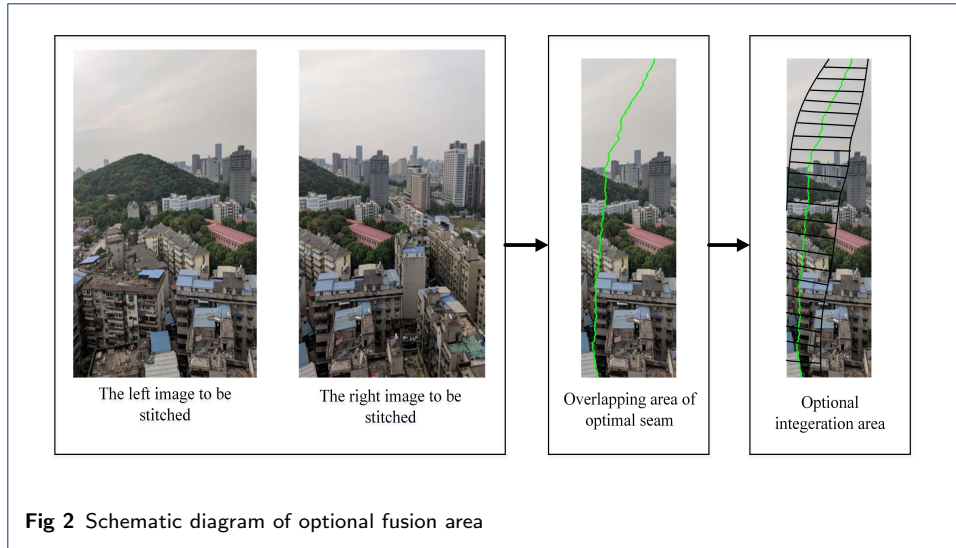 The left image to be
stitched
The right image to be
stitched
Overlapping area of
optimal seam
Optional
integeration area
Fig 2 Schematic diagram of optional fusion area